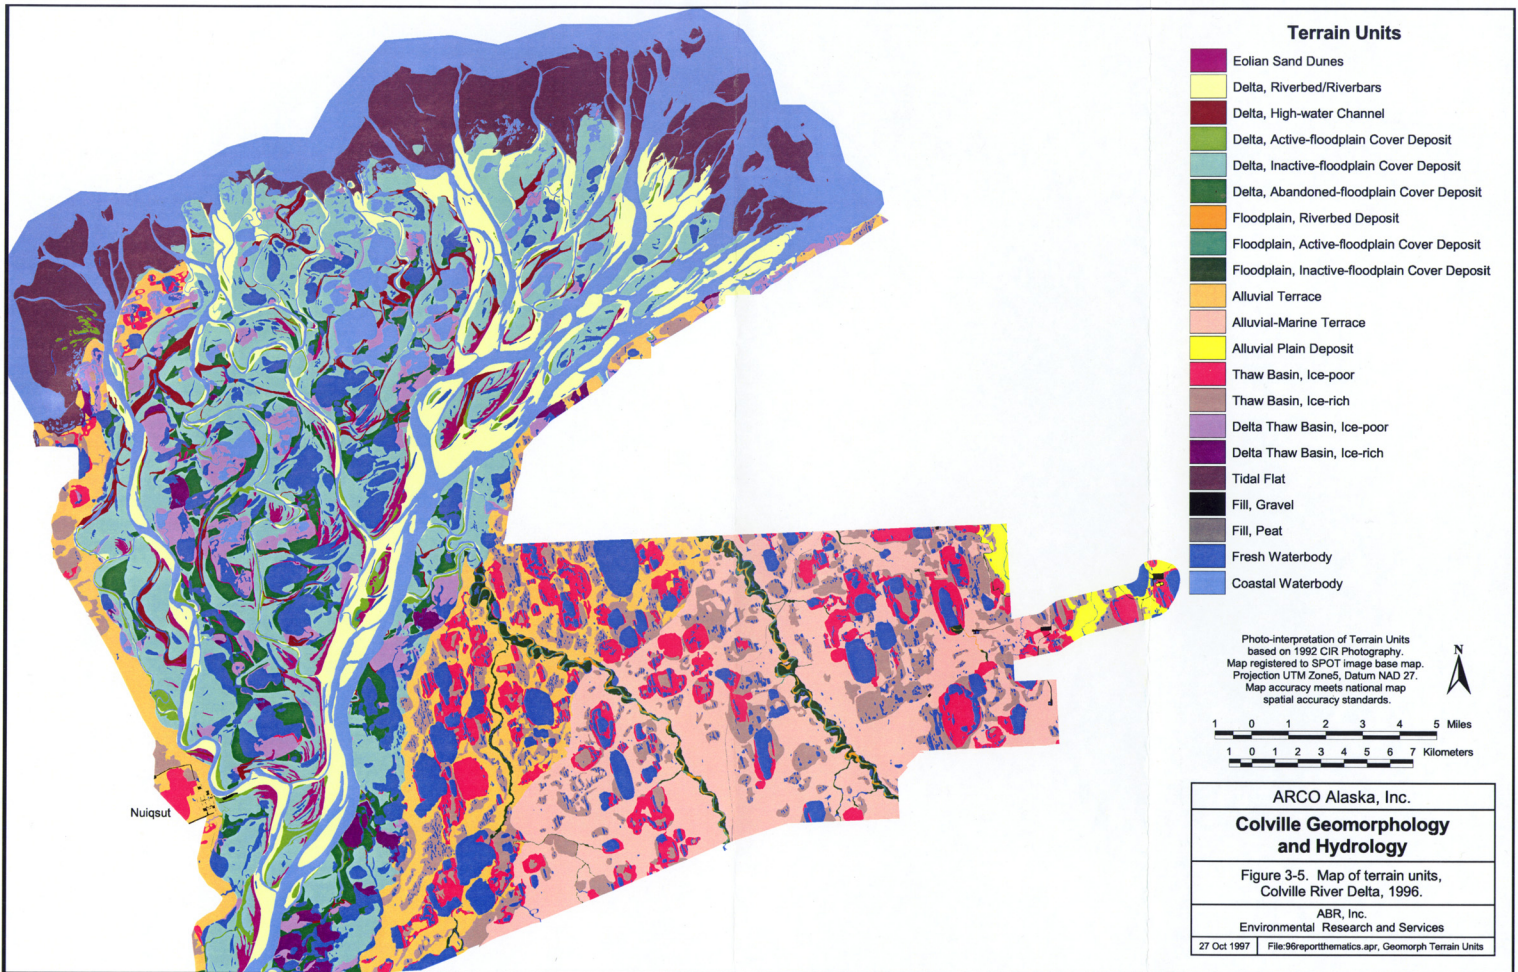 Terrain Units
Eolian Sand Dunes
Delta, Riverbed/Riverbars
Delta, High-water Channel
Delta, Active-floodplain Cover Deposit
Delta, Inactive-floodplain Cover Deposit
Delta, Abandoned-floodplain Cover Deposit
Floodplain, Riverbed Deposit
Floodplain, Active-floodplain Cover Deposit
Floodplain, Inactive-floodplain Cover Deposit
Alluvial Terrace
Alluvial-Marine Terrace
Alluvial Plain Deposit
Thaw Basin, Ice-poor
Thaw Basin, Ice-rich
Delta Thaw Basin, Ice-poor
Delta Thaw Basin, Ice-rich
Tidal Flat
Fill, Gravel
Fill, Peat
Fresh Waterbody
Coastal Waterbody
Photo-interpretation of Terrain Units
based on 1992 CIR Photography.
Map registered to SPOT image base map.
Projection UTM Zone5, Datum NAD 27.
Map accuracy meets national map
spatial accuracy standards.
N
1 0 1 2 3 4 5 Miles
1 0 1 2 3 4 5 6 7 Kilometers
Nuiqsut
ARCO Alaska, Inc.
Colville Geomorphology
and Hydrology
Figure 3-5. Map of terrain units,
Colville River Delta, 1996.
ABR, Inc.
Environmental Research and Services
27 Oct 1997 File:96reportthematics.apr, Geomorph Terrain Units